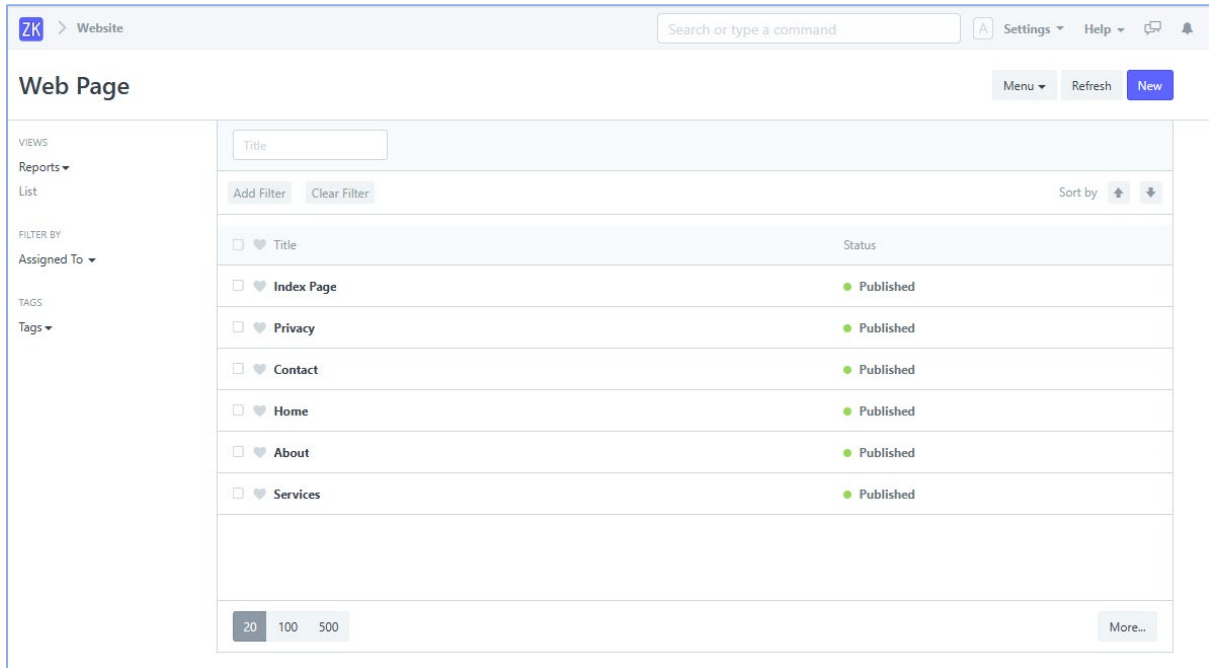 ZK Website Search or type a command A Settings Help
Web Page Menu Refresh New
VIEWS
Reports
List
FILTER BY
Assigned To
TAGS
Tags
Title
Add Filter Clear Filter Sort by
Title Status
Index Page Published
Privacy Published
Contact Published
Home Published
About Published
Services Published
20 100 500 More...